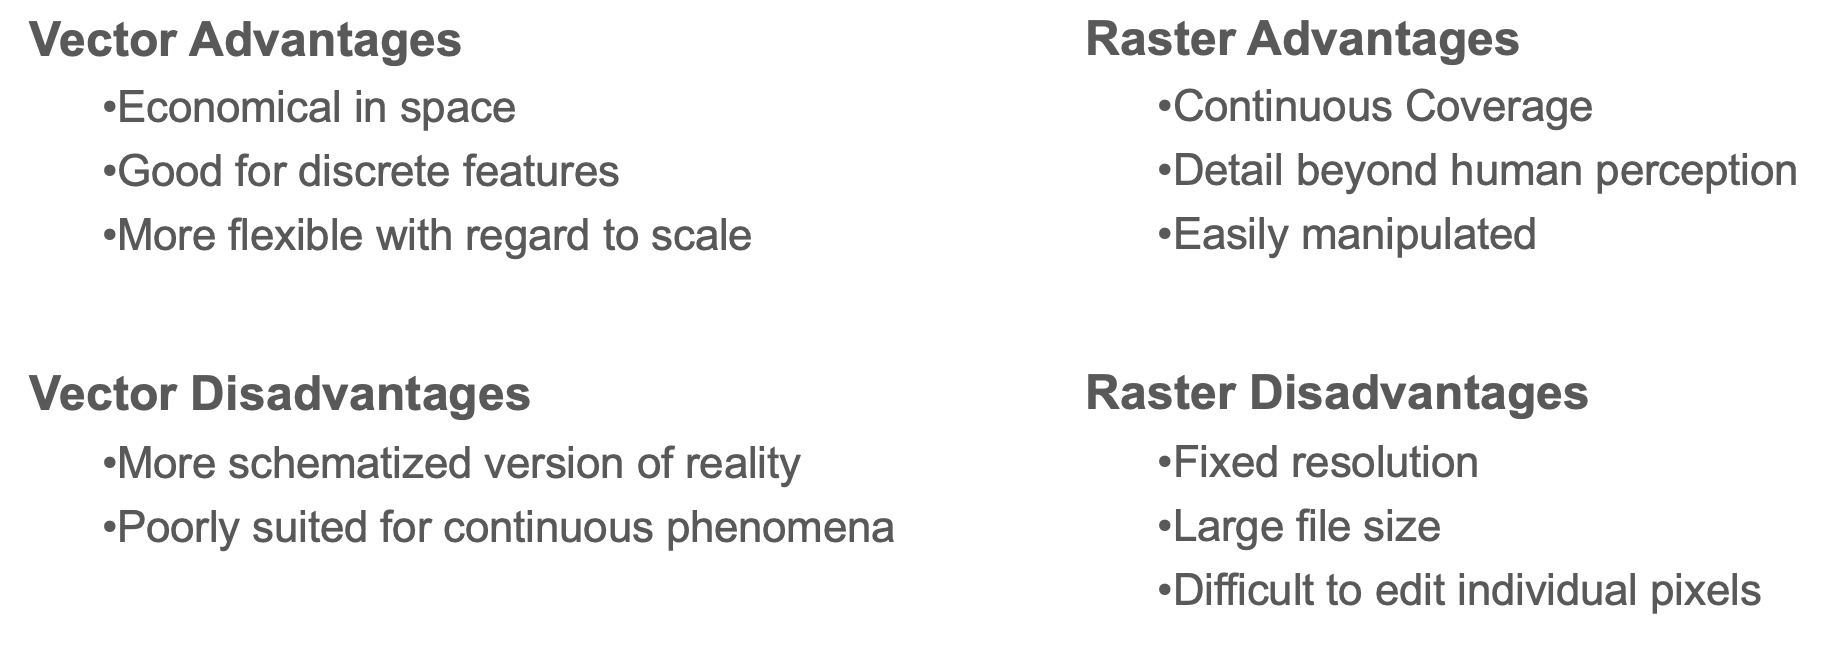 Vector Advantages
•Economical in space
•Good for discrete features
•More flexible with regard to scale
Vector Disadvantages
•More schematized version of reality
•Poorly suited for continuous phenomena
Raster Advantages
•Continuous Coverage
•Detail beyond human perception
•Easily manipulated
Raster Disadvantages
•Fixed resolution
•Large file size
•Difficult to edit individual pixels